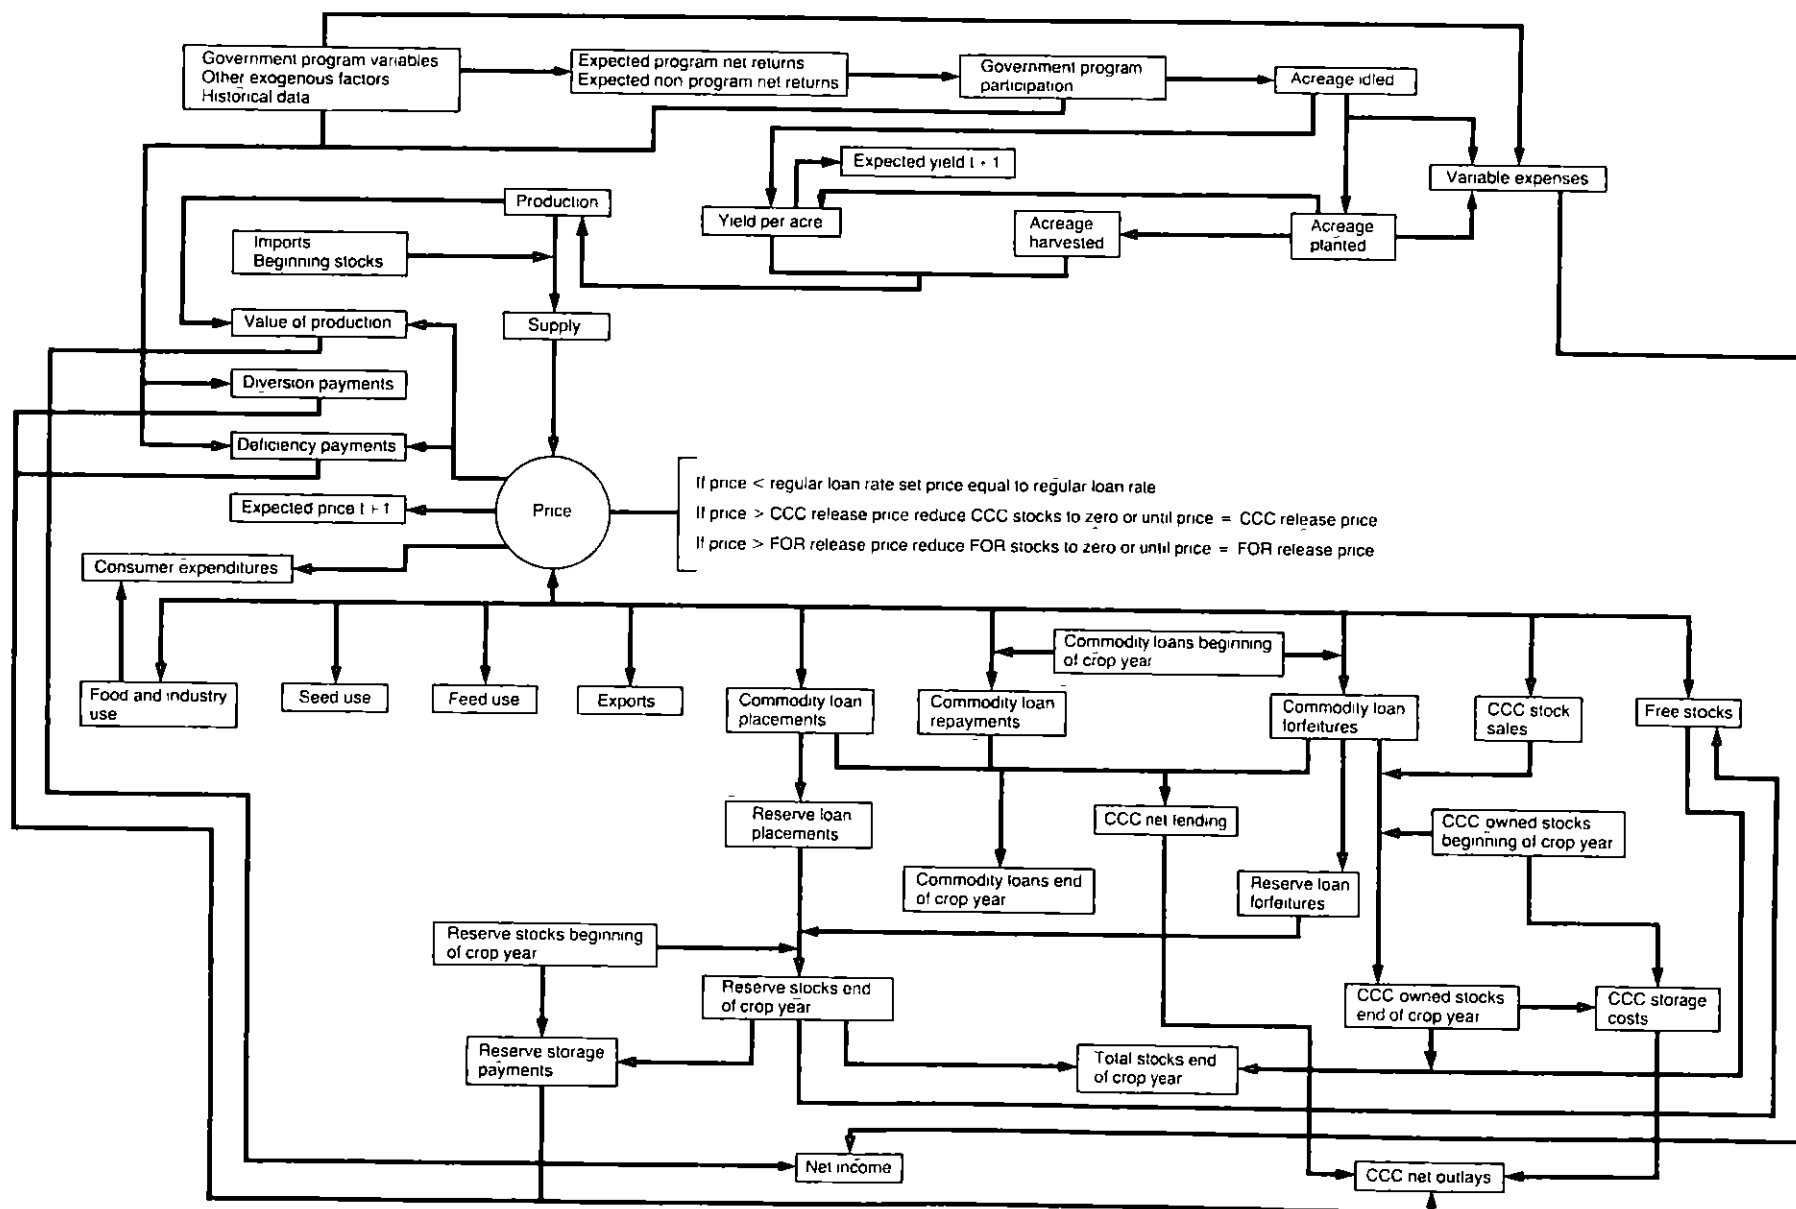 Government program variables
Other exogenous factors
Historical data
Expected program net returns
Expected non program net returns
Government program
participation
Acreage idled
Expected yield t + 1
Variable expenses
Production
Yield per acre
Acreage
harvested
Acreage
planted
Imports
Beginning stocks
Value of production
Supply
Diversion payments
Deficiency payments
Expected price t + 1
Price
If price < regular loan rate set price equal to regular loan rate
If price > CCC release price reduce CCC stocks to zero or until price = CCC release price
If price > FOR release price reduce FOR stocks to zero or until price = FOR release price
Consumer expenditures
Commodity loans beginning
of crop year
Food and industry
use
Seed use
Feed use
Exports
Commodity loan
placements
Commodity loan
repayments
Commodity loan
forfeitures
CCC stock
sales
Free stocks
Reserve loan
placements
CCC net lending
CCC owned stocks
beginning of crop year
Commodity loans end
of crop year
Reserve loan
forfeitures
Reserve stocks beginning
of crop year
Reserve stocks end
of crop year
CCC owned stocks
end of crop year
CCC storage
costs
Reserve storage
payments
Total stocks end
of crop year
Net income
CCC net outlays